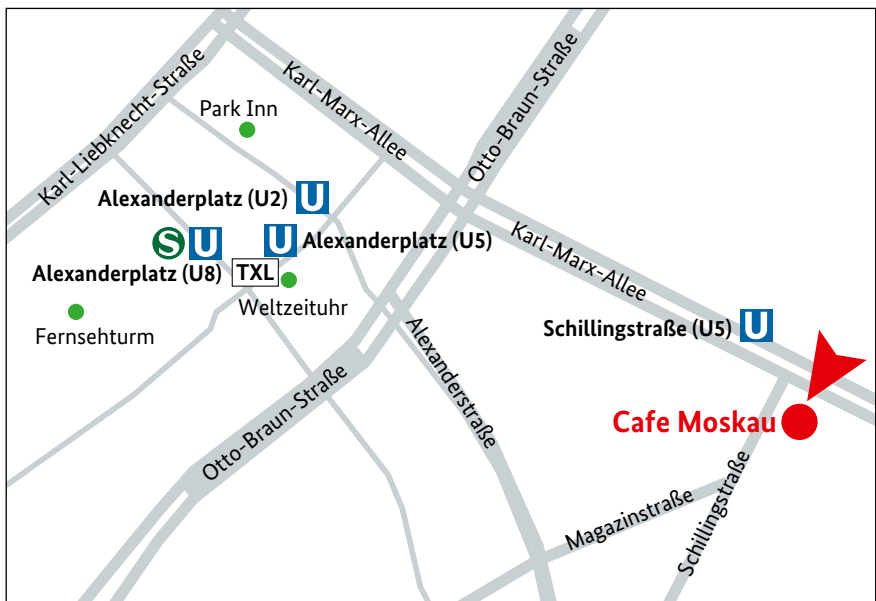 Karl-Liebknecht-Straße
Park Inn
Karl-Marx-Allee
Otto-Braun-Straße
Alexanderplatz (U2) U
S U
U Alexanderplatz (U5)
Alexanderplatz (U8)
TXL
Weltzeituhr
Fernsehturm
Karl-Marx-Allee
Schillingstraße (U5) U
Otto-Braun-Straße
Alexanderstraße
Cafe Moskau
Magazinstraße
Schillingstraße